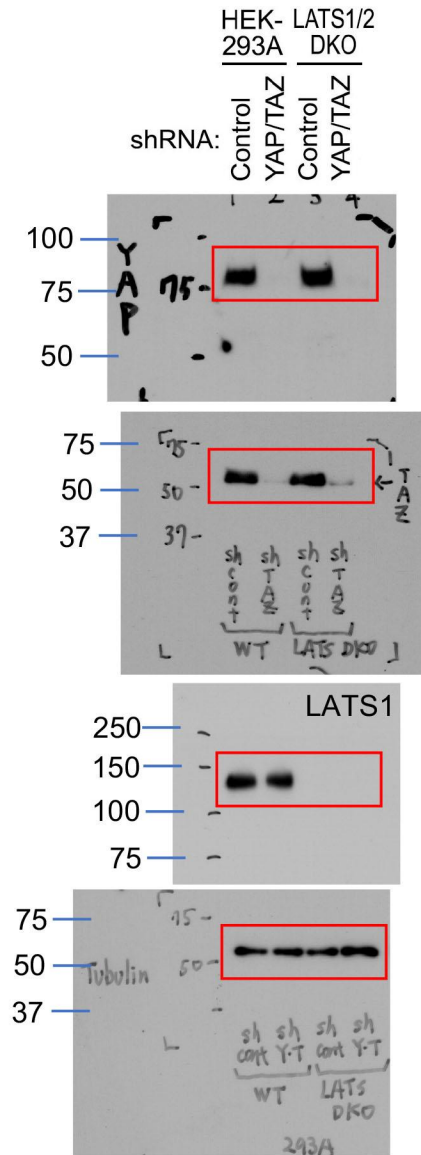 HEK-
293A
LATS1/2
DKO
shRNA:
Control
YAP/TAZ
Control
YAP/TAZ
1 2 3 4
100
75
50
YAP
75
75
50
37
75
50
37
TAZ
sh cont
sh TAZ
sh cont
sh TAZ
WT
LATS DKO
LATS1
250
150
100
75
75
50
37
75
50
Tubulin
sh cont
sh Y-T
sh cont
sh Y-T
WT
LATS
DKO
293A